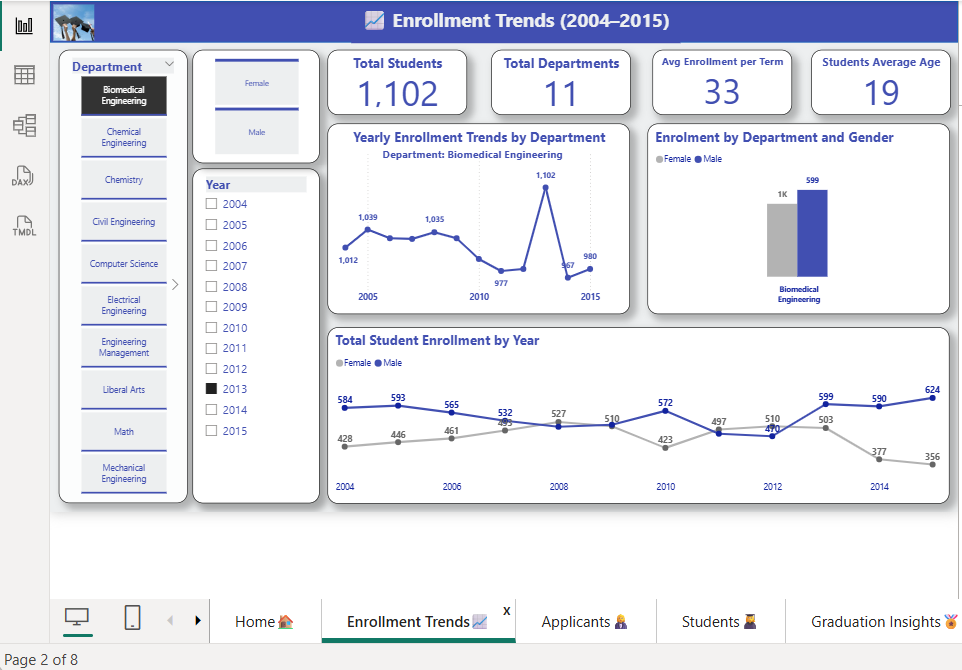 📈 Enrollment Trends (2004–2015)
Department
Biomedical
Engineering
Chemical
Engineering
Chemistry
Civil Engineering
Computer Science
Electrical
Engineering
Engineering
Management
Liberal Arts
Math
Mechanical
Engineering
Female
Male
Year
2004
2005
2006
2007
2008
2009
2010
2011
2012
2013
2014
2015
Total Students
1,102
Total Departments
11
Avg Enrollment per Term
33
Students Average Age
19
Yearly Enrollment Trends by Department
Department: Biomedical Engineering
1,102
1,039
1,035
1,012
977
967
980
2005 2010 2015
Enrolment by Department and Gender
Female Male
1K
599
Biomedical
Engineering
Total Student Enrollment by Year
Female Male
584 593 565 532 527 510 572 497 510 599 590 624
428 446 461 493 423 470 503 377 356
2004 2006 2008 2010 2012 2014
DAX
TMDL
Home
Enrollment Trends
x
Applicants
Students
Graduation Insights
Page 2 of 8